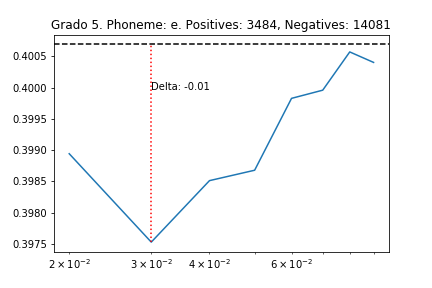 Grado 5. Phoneme: e. Positives: 3484, Negatives: 14081
0.4005
0.4000
Delta: -0.01
0.3995
0.3990
0.3985
0.3980
0.3975
2 × 10⁻² 3 × 10⁻² 4 × 10⁻² 6 × 10⁻²